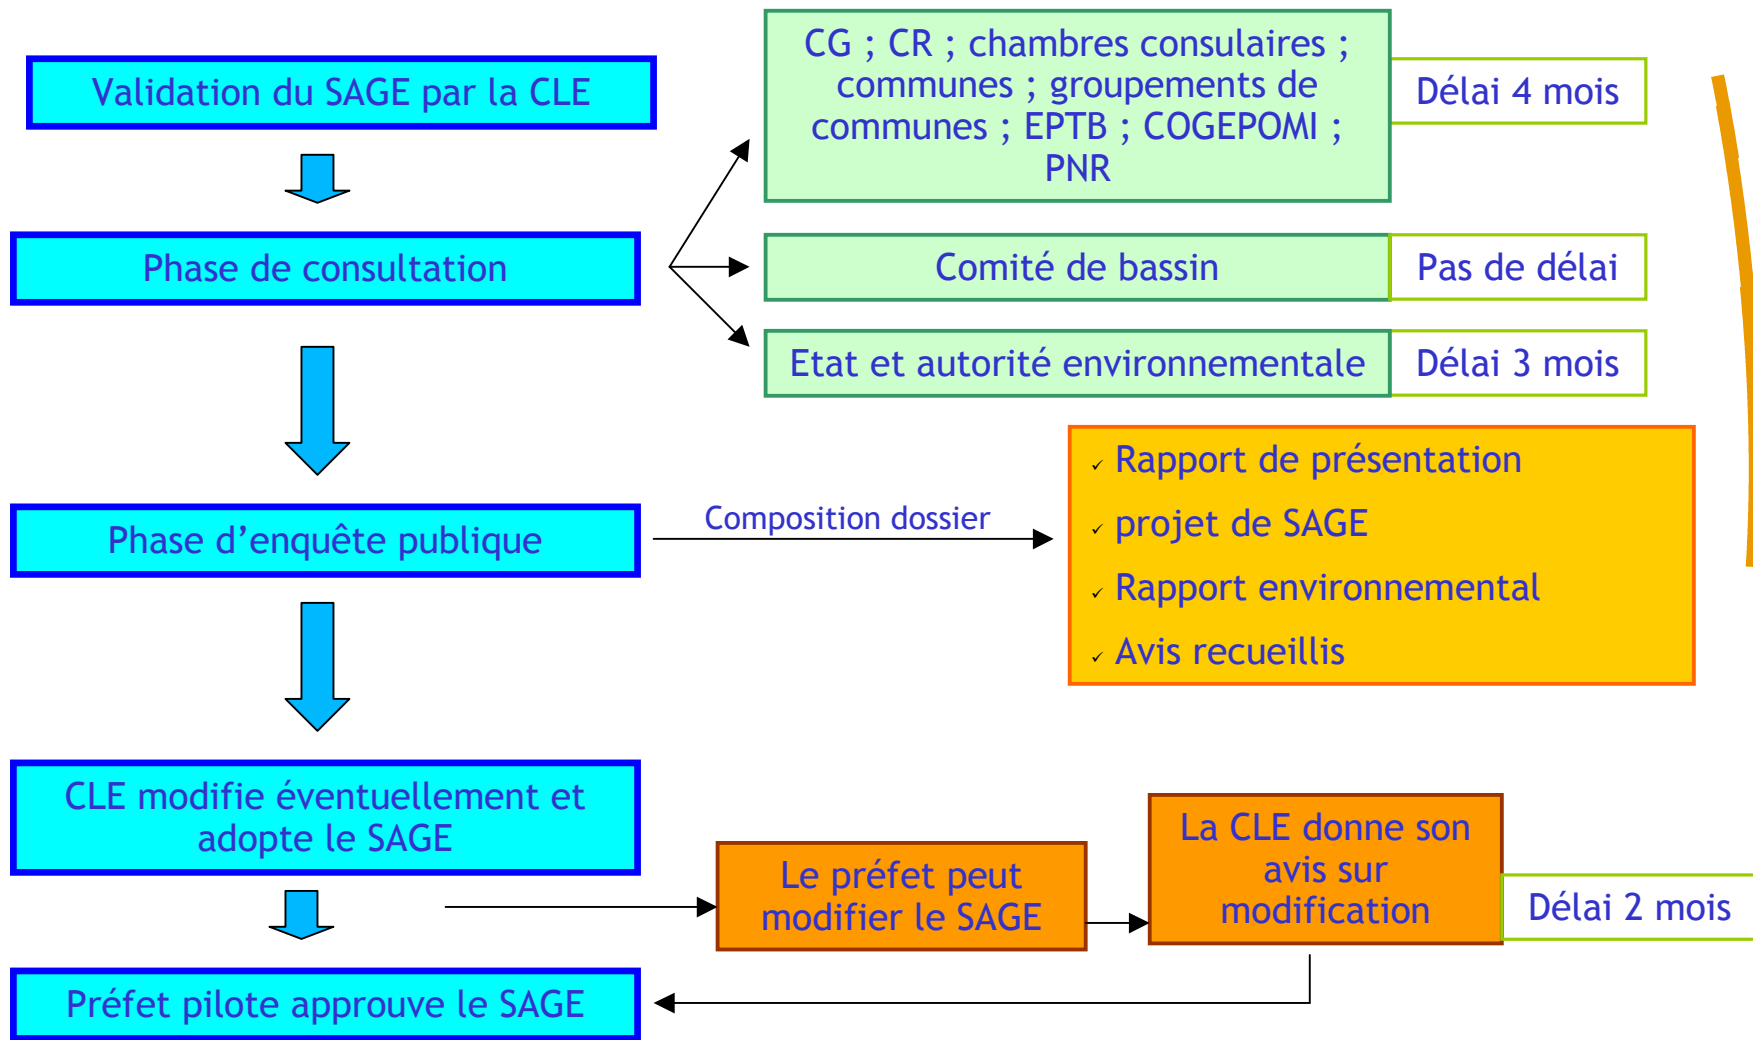 Validation du SAGE par la CLE
CG ; CR ; chambres consulaires ;
communes ; groupements de
communes ; EPTB ; COGEPOMI ;
PNR
Délai 4 mois
Phase de consultation
Comité de bassin
Pas de délai
Etat et autorité environnementale
Délai 3 mois
Phase d’enquête publique
Composition dossier
✓ Rapport de présentation
✓ projet de SAGE
✓ Rapport environnemental
✓ Avis recueillis
CLE modifie éventuellement et
adopte le SAGE
Le préfet peut
modifier le SAGE
La CLE donne son
avis sur
modification
Délai 2 mois
Préfet pilote approuve le SAGE